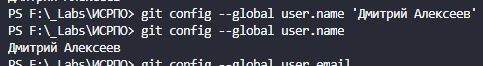 PS F:\_Labs\ИСРПО> git config --global user.name 'Дмитрий Алексеев'
PS F:\_Labs\ИСРПО> git config --global user.name
Дмитрий Алексеев
PS F:\_Labs\ИСРПО> git config --global user.email